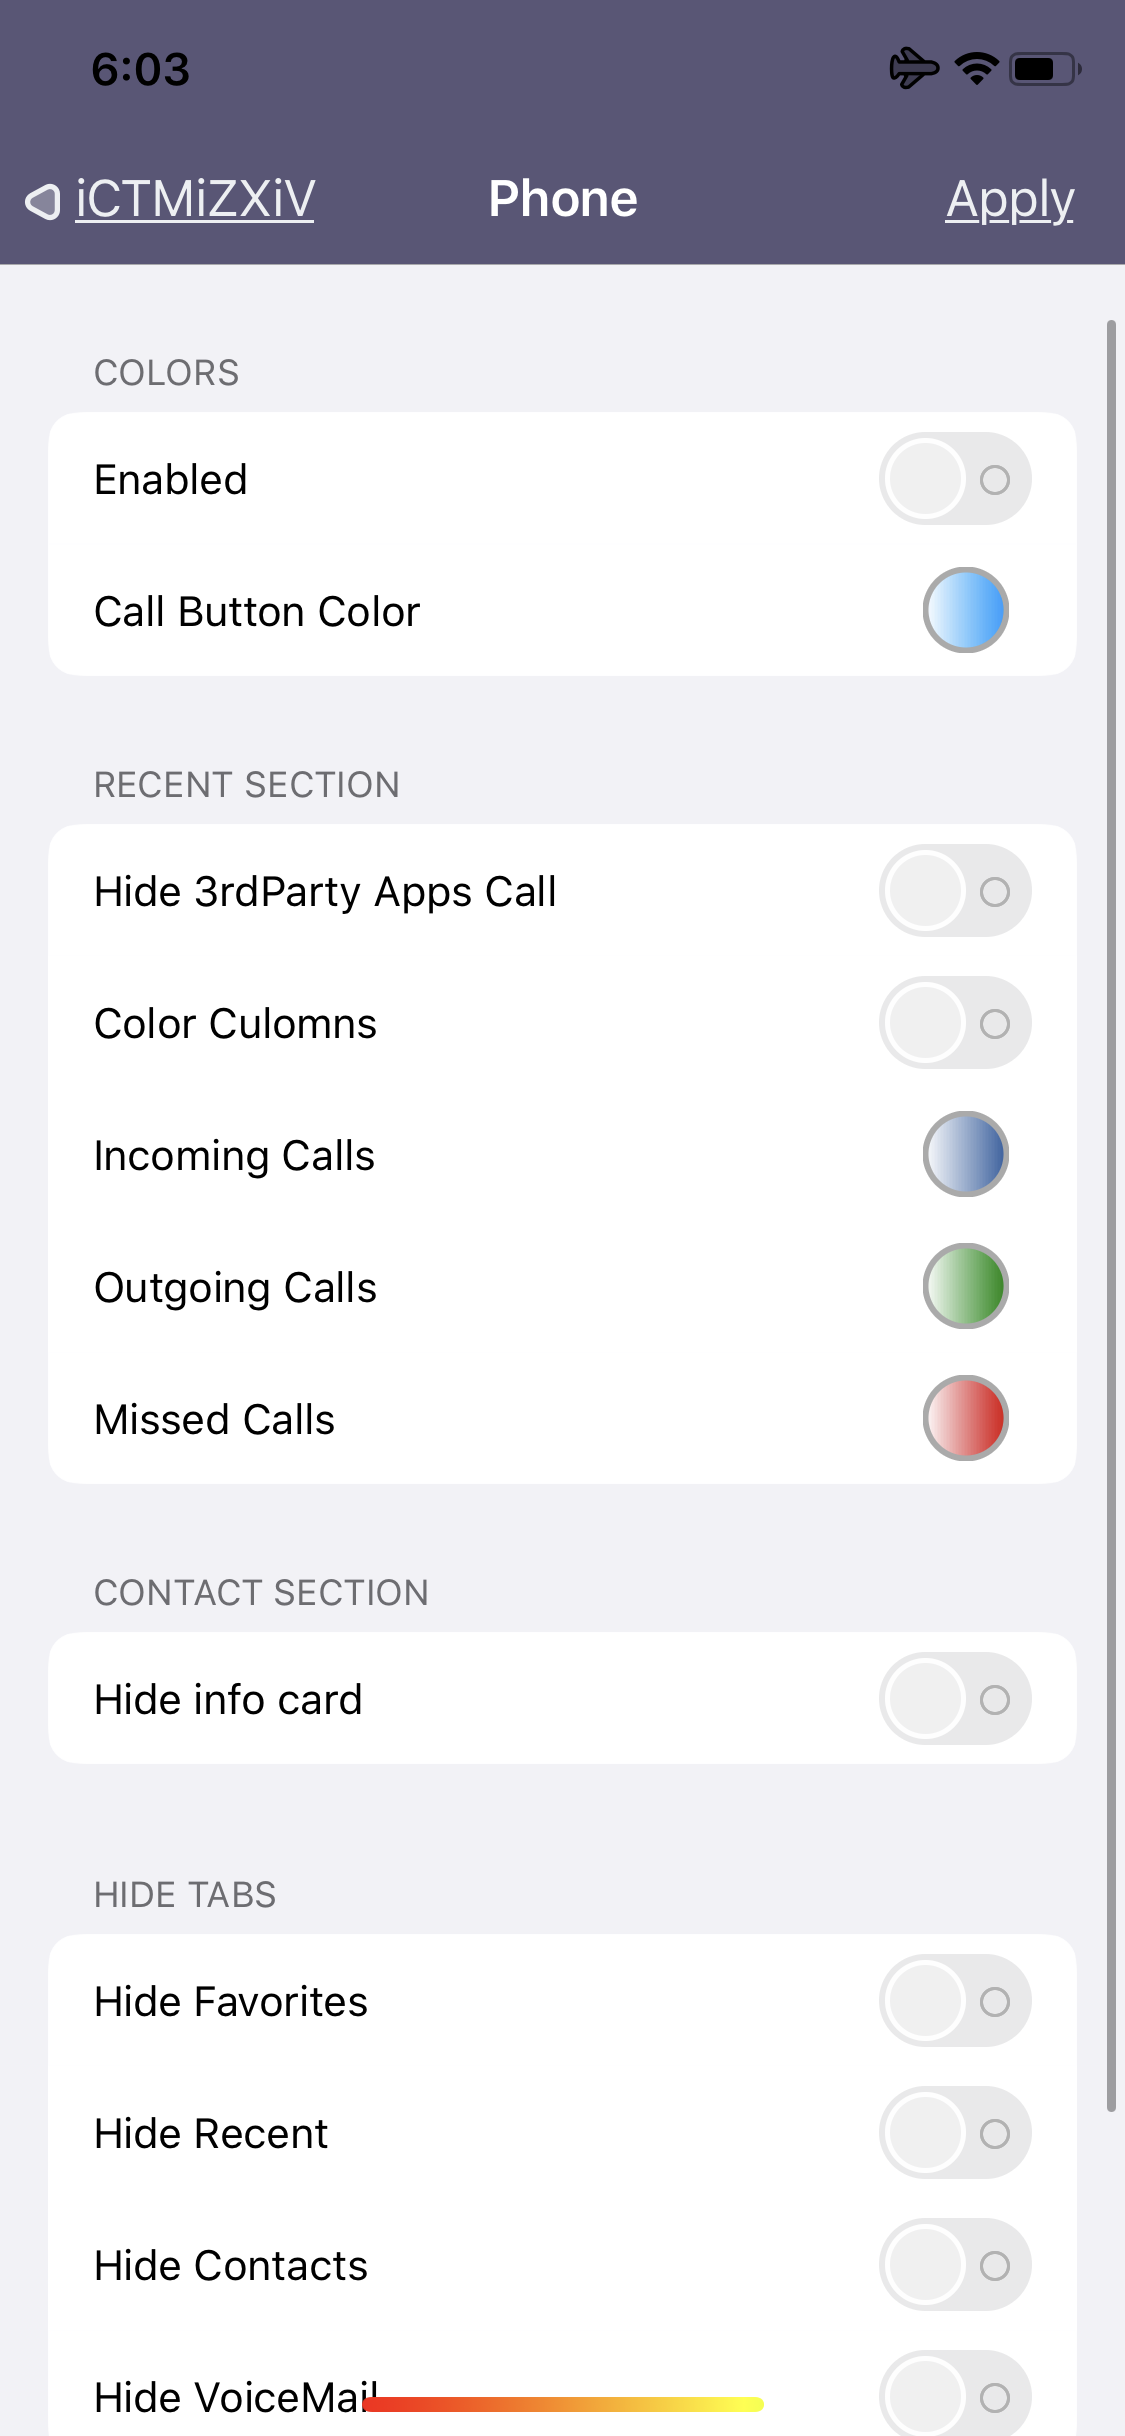 6:03
iCTMiZXiV
Phone
Apply
COLORS
Enabled
Call Button Color
RECENT SECTION
Hide 3rdParty Apps Call
Color Culomns
Incoming Calls
Outgoing Calls
Missed Calls
CONTACT SECTION
Hide info card
HIDE TABS
Hide Favorites
Hide Recent
Hide Contacts
Hide VoiceMail